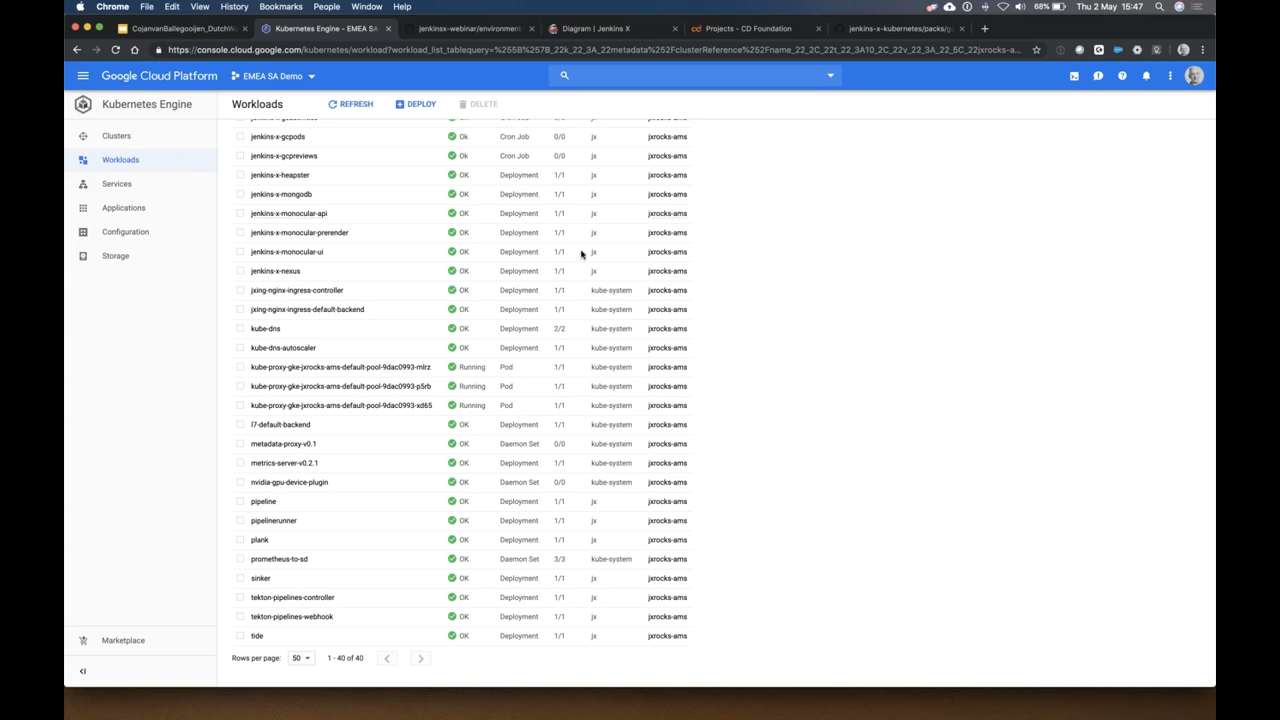 Chrome File Edit View History Bookmarks People Window Help 68% Thu 2 May 17:17
CojanvanBallegooijen_DutchW Kubernetes Engine - EMEA SA jenkinsx-webinar/environment Diagram | Jenkins X Projects - CD Foundation jenkins-x-kubernetes/packs/g
https://console.cloud.google.com/kubernetes/workload?workload_list_tablequery=%255B%257B_22k_22_3A_22metadata%252FclusterReference%252Fname_22_2C_22t_22_3A10_2C_22v_22_3A_22_5C_22jxrocks-a...
Google Cloud Platform EMEA SA Demo
Kubernetes Engine Workloads REFRESH DEPLOY DELETE
Clusters
Workloads
Services
Applications
Configuration
Storage
jenkins-x-gcpods Ok Cron Job 0/0 jx jxrocks-ams
jenkins-x-gcpreviews Ok Cron Job 0/0 jx jxrocks-ams
jenkins-x-heapster OK Deployment 1/1 jx jxrocks-ams
jenkins-x-mongodb OK Deployment 1/1 jx jxrocks-ams
jenkins-x-monocular-api OK Deployment 1/1 jx jxrocks-ams
jenkins-x-monocular-prerender OK Deployment 1/1 jx jxrocks-ams
jenkins-x-monocular-ui OK Deployment 1/1 jx jxrocks-ams
jenkins-x-nexus OK Deployment 1/1 jx jxrocks-ams
jxing-nginx-ingress-controller OK Deployment 1/1 kube-system jxrocks-ams
jxing-nginx-ingress-default-backend OK Deployment 1/1 kube-system jxrocks-ams
kube-dns OK Deployment 2/2 kube-system jxrocks-ams
kube-dns-autoscaler OK Deployment 1/1 kube-system jxrocks-ams
kube-proxy-gke-jxrocks-ams-default-pool-9dac0993-mlrz Running Pod 1/1 kube-system jxrocks-ams
kube-proxy-gke-jxrocks-ams-default-pool-9dac0993-p5rb Running Pod 1/1 kube-system jxrocks-ams
kube-proxy-gke-jxrocks-ams-default-pool-9dac0993-xd65 Running Pod 1/1 kube-system jxrocks-ams
l7-default-backend OK Deployment 1/1 kube-system jxrocks-ams
metadata-proxy-v0.1 OK Daemon Set 0/0 kube-system jxrocks-ams
metrics-server-v0.2.1 OK Deployment 1/1 kube-system jxrocks-ams
nvidia-gpu-device-plugin OK Daemon Set 0/0 kube-system jxrocks-ams
pipeline OK Deployment 1/1 jx jxrocks-ams
pipelinerunner OK Deployment 1/1 jx jxrocks-ams
plank OK Deployment 1/1 jx jxrocks-ams
prometheus-to-sd OK Daemon Set 3/3 kube-system jxrocks-ams
sinker OK Deployment 1/1 jx jxrocks-ams
tekton-pipelines-controller OK Deployment 1/1 jx jxrocks-ams
tekton-pipelines-webhook OK Deployment 1/1 jx jxrocks-ams
tide OK Deployment 1/1 jx jxrocks-ams
Marketplace
Rows per page: 50 1 - 40 of 40